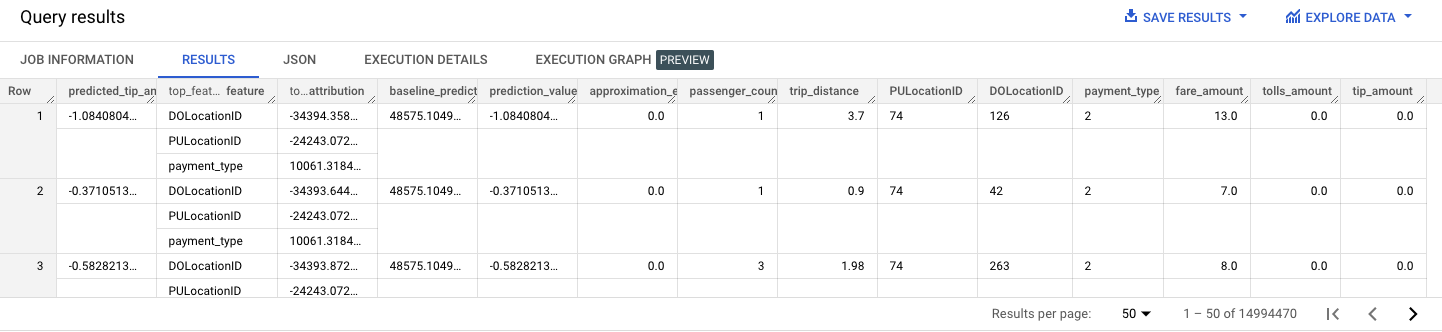 Query results SAVE RESULTS EXPLORE DATA
JOB INFORMATION RESULTS JSON EXECUTION DETAILS EXECUTION GRAPH PREVIEW
Row predicted_tip_an top_feat... feature to... attribution baseline_predict prediction_value approximation_e passenger_coun trip_distance PULocationID DOLocationID payment_type fare_amount tolls_amount tip_amount
1 -1.0840804... DOLocationID -34394.358... 48575.1049... -1.0840804... 0.0 1 3.7 74 126 2 13.0 0.0 0.0
PULocationID -24243.072...
payment_type 10061.3184...
2 -0.3710513... DOLocationID -34393.644... 48575.1049... -0.3710513... 0.0 1 0.9 74 42 2 7.0 0.0 0.0
PULocationID -24243.072...
payment_type 10061.3184...
3 -0.5828213... DOLocationID -34393.872... 48575.1049... -0.5828213... 0.0 3 1.98 74 263 2 8.0 0.0 0.0
PULocationID -24243.072...
Results per page: 50 1 – 50 of 14994470